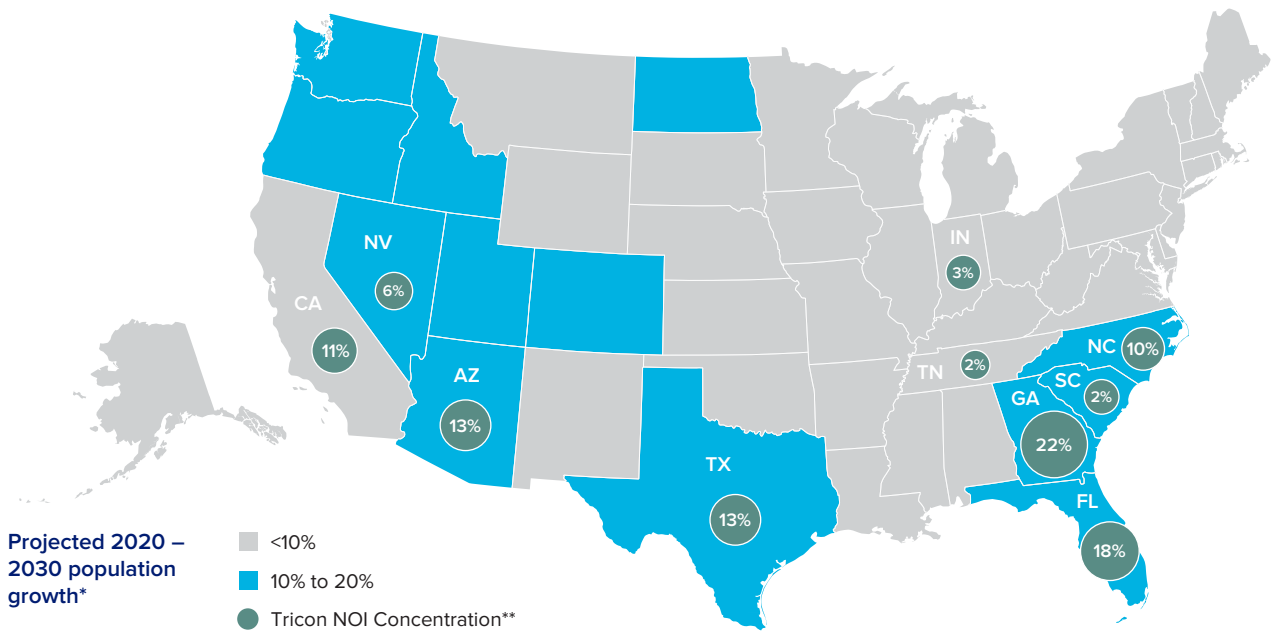 NV
6%
CA
11%
AZ
13%
TX
13%
IN
3%
TN
2%
NC
10%
SC
2%
GA
22%
FL
18%
Projected 2020 –
2030 population
growth*
<10%
10% to 20%
Tricon NOI Concentration**